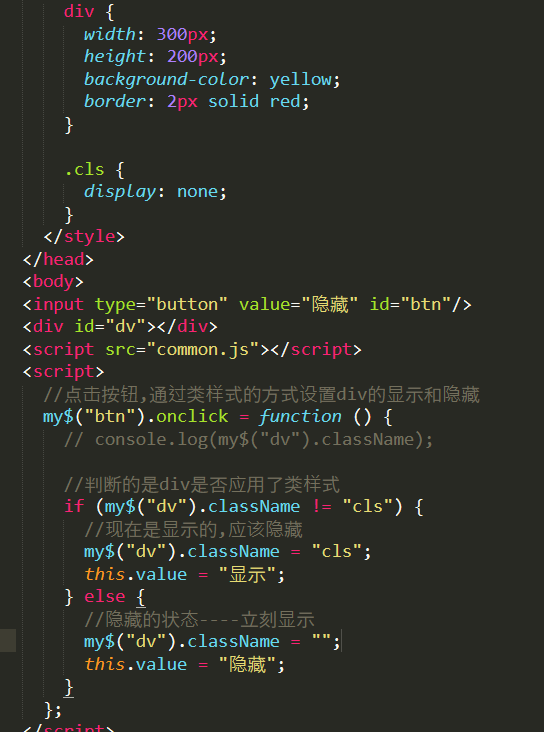 div {
width: 300px;
height: 200px;
background-color: yellow;
border: 2px solid red;
}
.cls {
display: none;
}
</style>
</head>
<body>
<input type="button" value="隐藏" id="btn"/>
<div id="dv"></div>
<script src="common.js"></script>
<script>
//点击按钮,通过类样式的方式设置div的显示和隐藏
my$("btn").onclick = function () {
// console.log(my$("dv").className);
//判断的是div是否应用了类样式
if (my$("dv").className != "cls") {
//现在是显示的,应该隐藏
my$("dv").className = "cls";
this.value = "显示";
} else {
//隐藏的状态----立刻显示
my$("dv").className = "";
this.value = "隐藏";
}
};
</script>